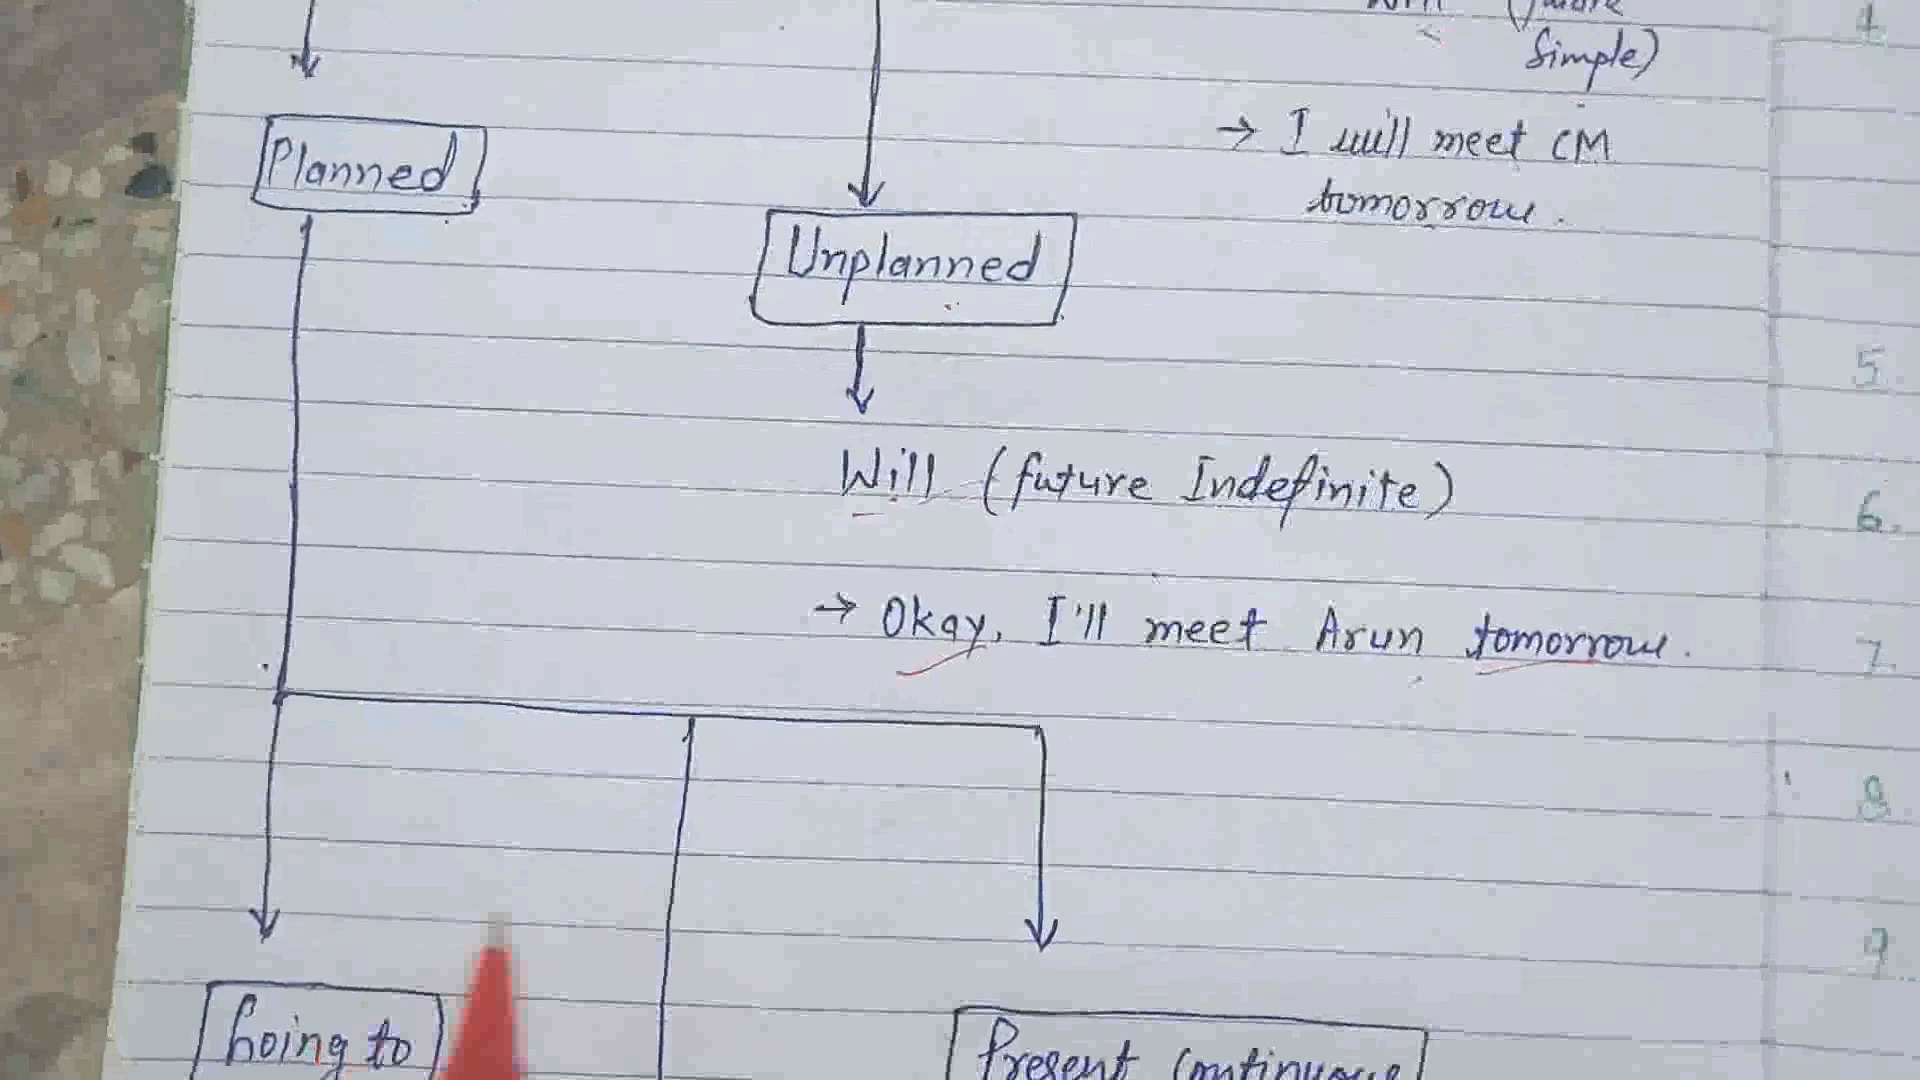 Simple)
→ I will meet CM
tomorrow.
Planned
Unplanned
Will (future Indefinite)
→ Okay, I'll meet Arun tomorrow.
Going to
Present Continuous
4
5
6.
7
8
9